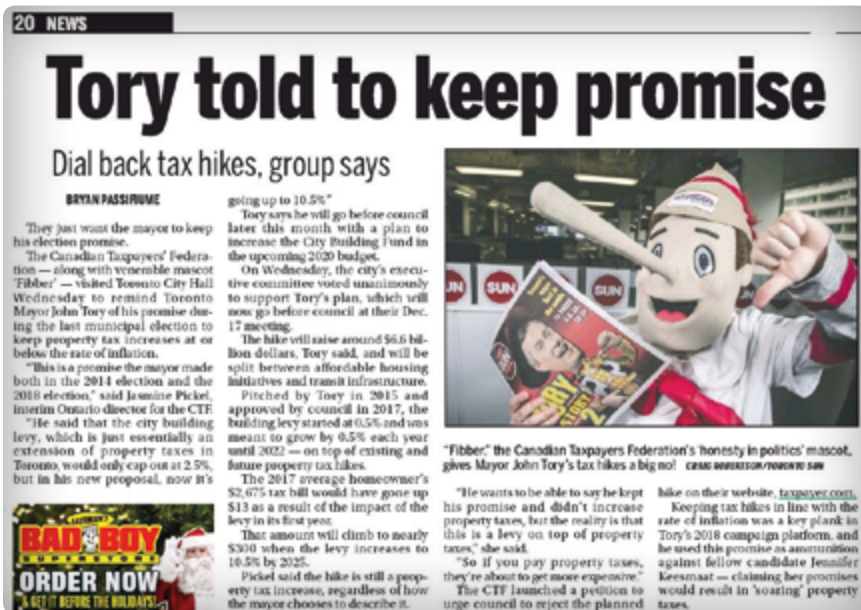 20 NEWS
Tory told to keep promise
Dial back tax hikes, group says
BRYAN PASSIFIUME
They just want the mayor to keep
his election promise.
The Canadian Taxpayers' Federa-
tion — along with venerable mascot
'Fibber' — visited Toronto City Hall
Wednesday to remind Toronto
Mayor John Tory of his promise dur-
ing the last municipal election to
keep property tax increases at or
below the rate of inflation.
"This is a promise the mayor made
both in the 2014 election and the
2018 election," said Jasmine Pickel,
interim Ontario director for the CTF.
"He said that the city building
levy, which is just essentially an
extension of property taxes in
Toronto, would only cap out at 2.5%,
but in his new proposal, now it's
going up to 10.5%"
Tory says he will go before council
later this month with a plan to
increase the City Building Fund in
the upcoming 2020 budget.
On Wednesday, the city's execu-
tive committee voted unanimously
to support Tory's plan, which will
now go before council at their Dec.
17 meeting.
The hike will raise around $6.6 bil-
lion dollars, Tory said, and will be
split between affordable housing
initiatives and transit infrastructure.
Pitched by Tory in 2015 and
approved by council in 2017, the
building levy started at 0.5% and was
meant to grow by 0.5% each year
until 2022 — on top of existing and
future property tax hikes.
The 2017 average homeowner's
$2,675 tax bill would have gone up
$13 as a result of the impact of the
levy in its first year.
That amount will climb to nearly
$300 when the levy increases to
10.5% by 2025.
Pickel said the hike is still a prop-
erty tax increase, regardless of how
the mayor chooses to describe it.
SUN
SUN
"Fibber," the Canadian Taxpayers Federation's 'honesty in politics' mascot,
gives Mayor John Tory's tax hikes a big no! CRAIG ROBERTSON/TORONTO SUN
"He wants to be able to say he kept
his promise and didn't increase
property taxes, but the reality is that
this is a levy on top of property
taxes," she said.
"So if you pay property taxes,
they're about to get more expensive."
The CTF launched a petition to
urge council to reject the planned
hike on their website, taxpayer.com.
Keeping tax hikes in line with the
rate of inflation was a key plank in
Tory's 2018 campaign platform, and
he used this promise as ammunition
against fellow candidate Jennifer
Keesmaat — claiming her promises
would result in 'soaring' property
taxes.
BAD BOY
ORDER NOW
& GET IT BEFORE THE HOLIDAYS!